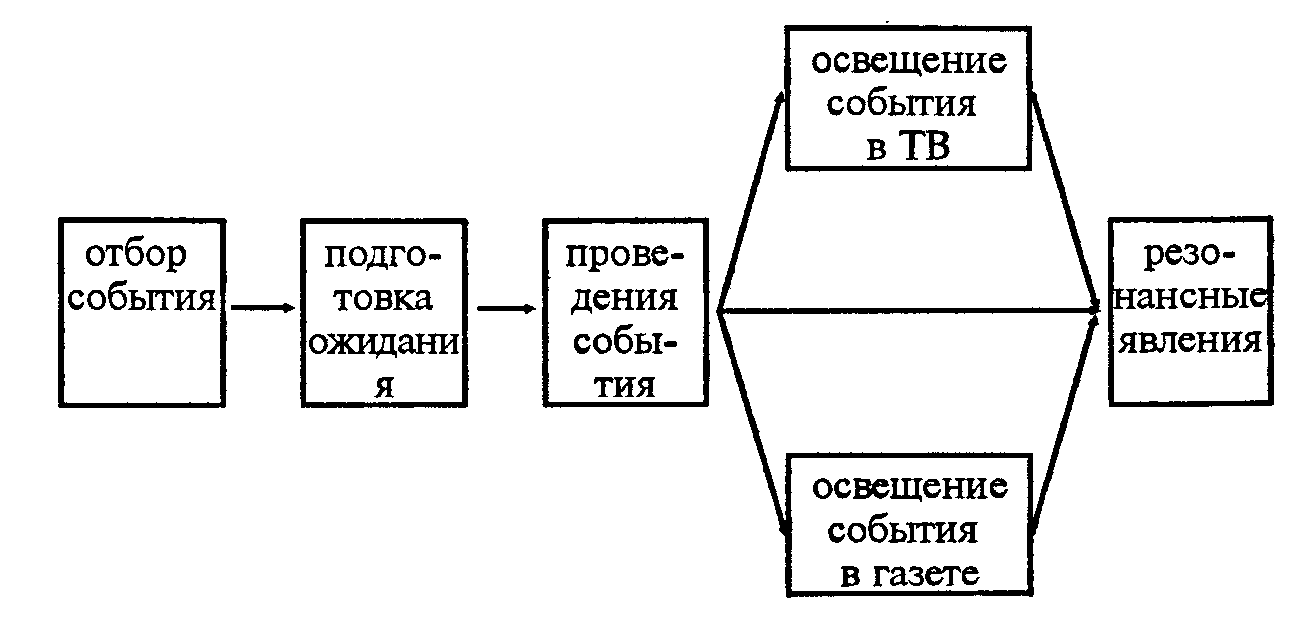 отбор
события
подго-
товка
ожидани
я
прове-
дения
собы-
тия
освещение
события
в ТВ
освещение
события
в газете
резо-
нансные
явления